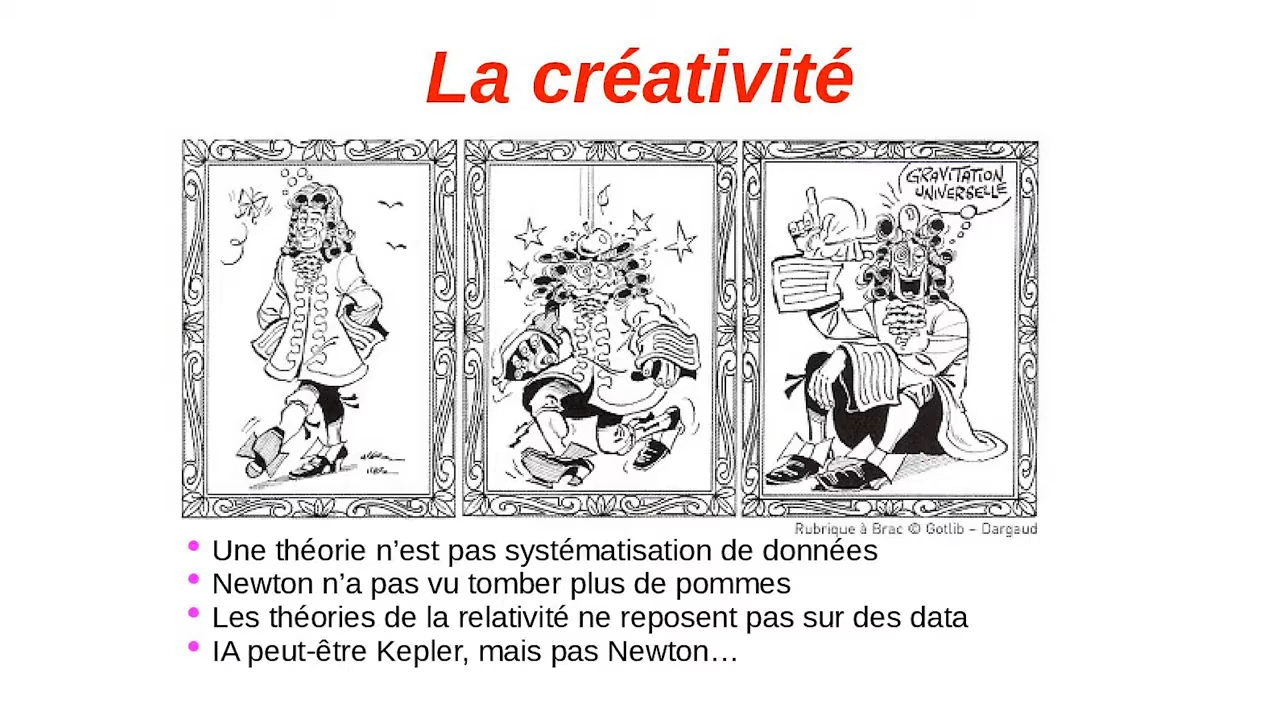 La créativité
GRAVITATION
UNIVERSELLE
Rubrique à Brac © Gotlib – Dargaud
• Une théorie n’est pas systématisation de données
• Newton n’a pas vu tomber plus de pommes
• Les théories de la relativité ne reposent pas sur des data
• IA peut-être Kepler, mais pas Newton…